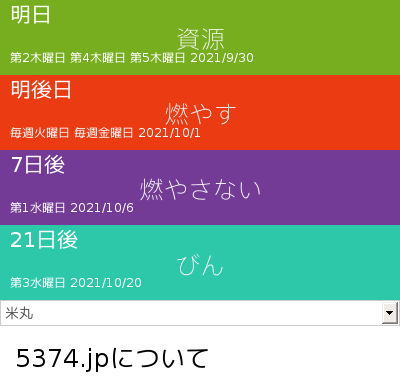 明日
資源
第2木曜日 第4木曜日 第5木曜日 2021/9/30
明後日
燃やす
毎週火曜日 毎週金曜日 2021/10/1
7日後
燃やさない
第1水曜日 2021/10/6
21日後
びん
第3水曜日 2021/10/20
米丸
5374.jpについて